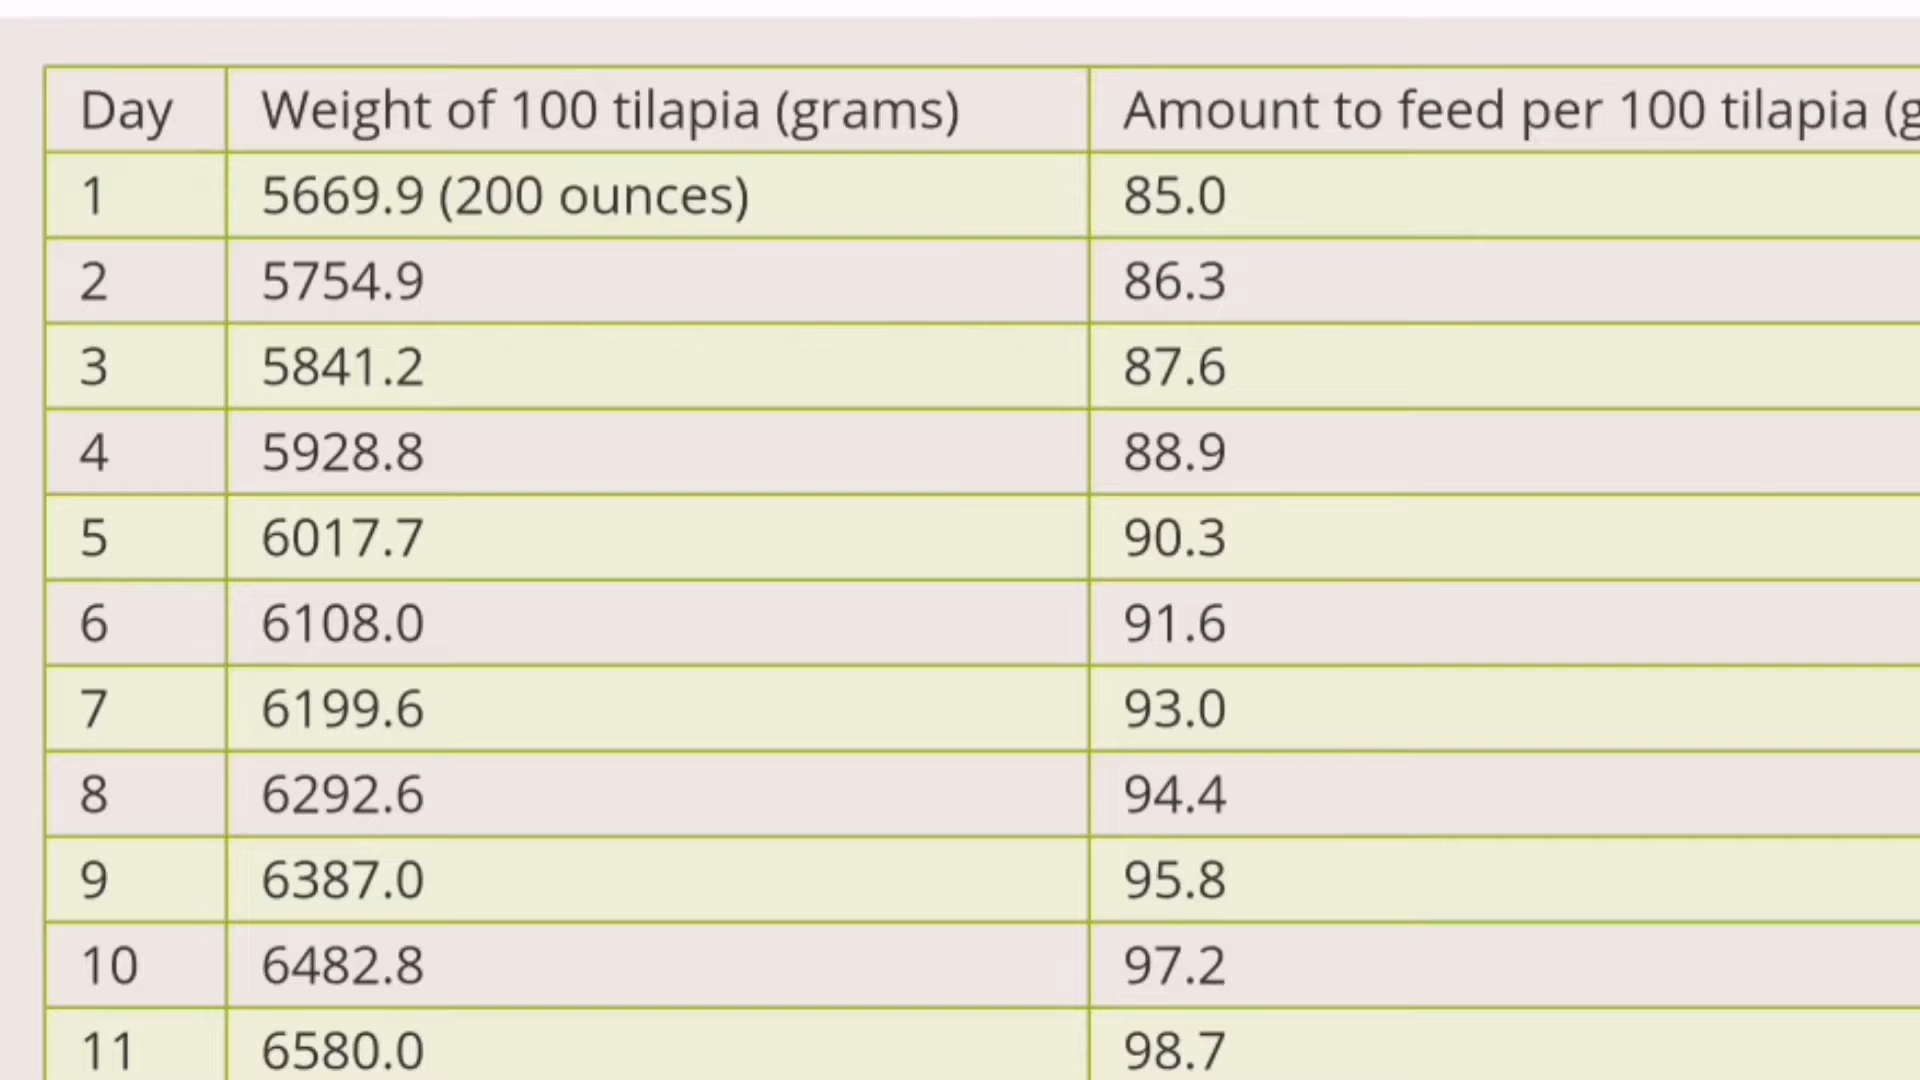 Day Weight of 100 tilapia (grams) Amount to feed per 100 tilapia (g
1 5669.9 (200 ounces) 85.0
2 5754.9 86.3
3 5841.2 87.6
4 5928.8 88.9
5 6017.7 90.3
6 6108.0 91.6
7 6199.6 93.0
8 6292.6 94.4
9 6387.0 95.8
10 6482.8 97.2
11 6580.0 98.7